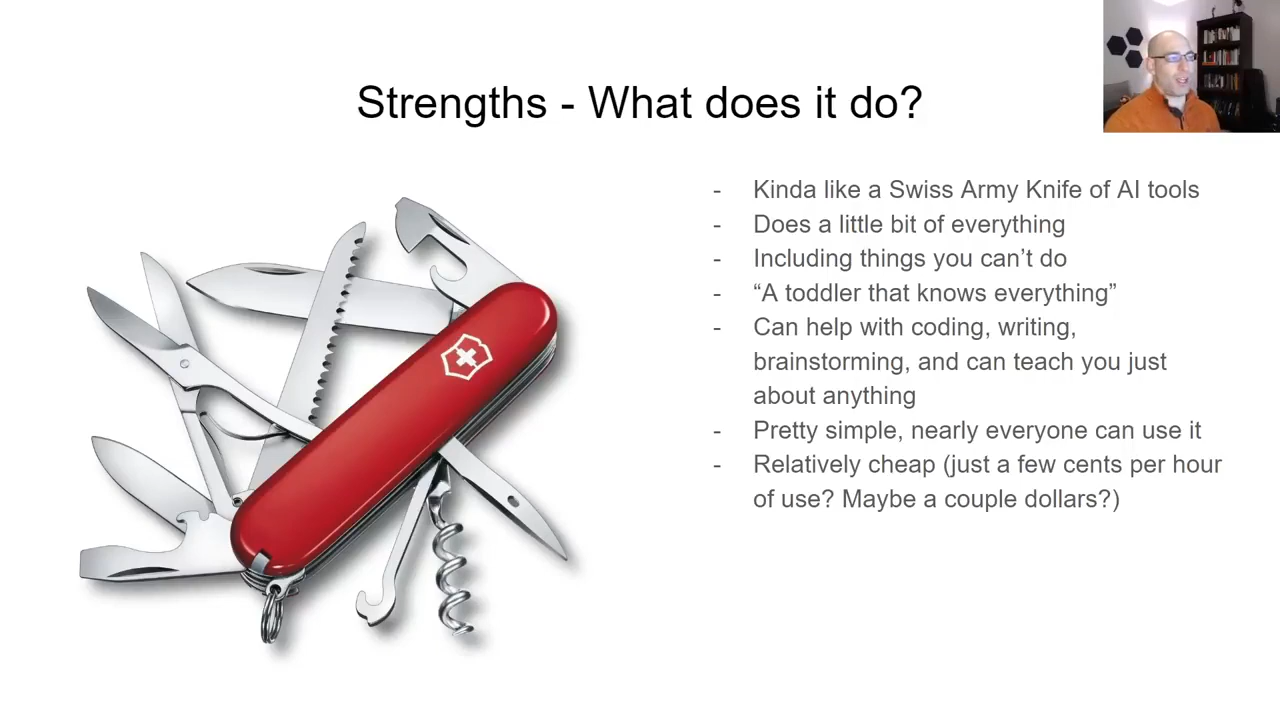 Strengths - What does it do?
- Kinda like a Swiss Army Knife of AI tools
- Does a little bit of everything
- Including things you can’t do
- “A toddler that knows everything”
- Can help with coding, writing,
brainstorming, and can teach you just
about anything
- Pretty simple, nearly everyone can use it
- Relatively cheap (just a few cents per hour
of use? Maybe a couple dollars?)